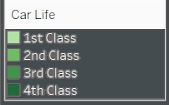 Car Life
1st Class
2nd Class
3rd Class
4th Class